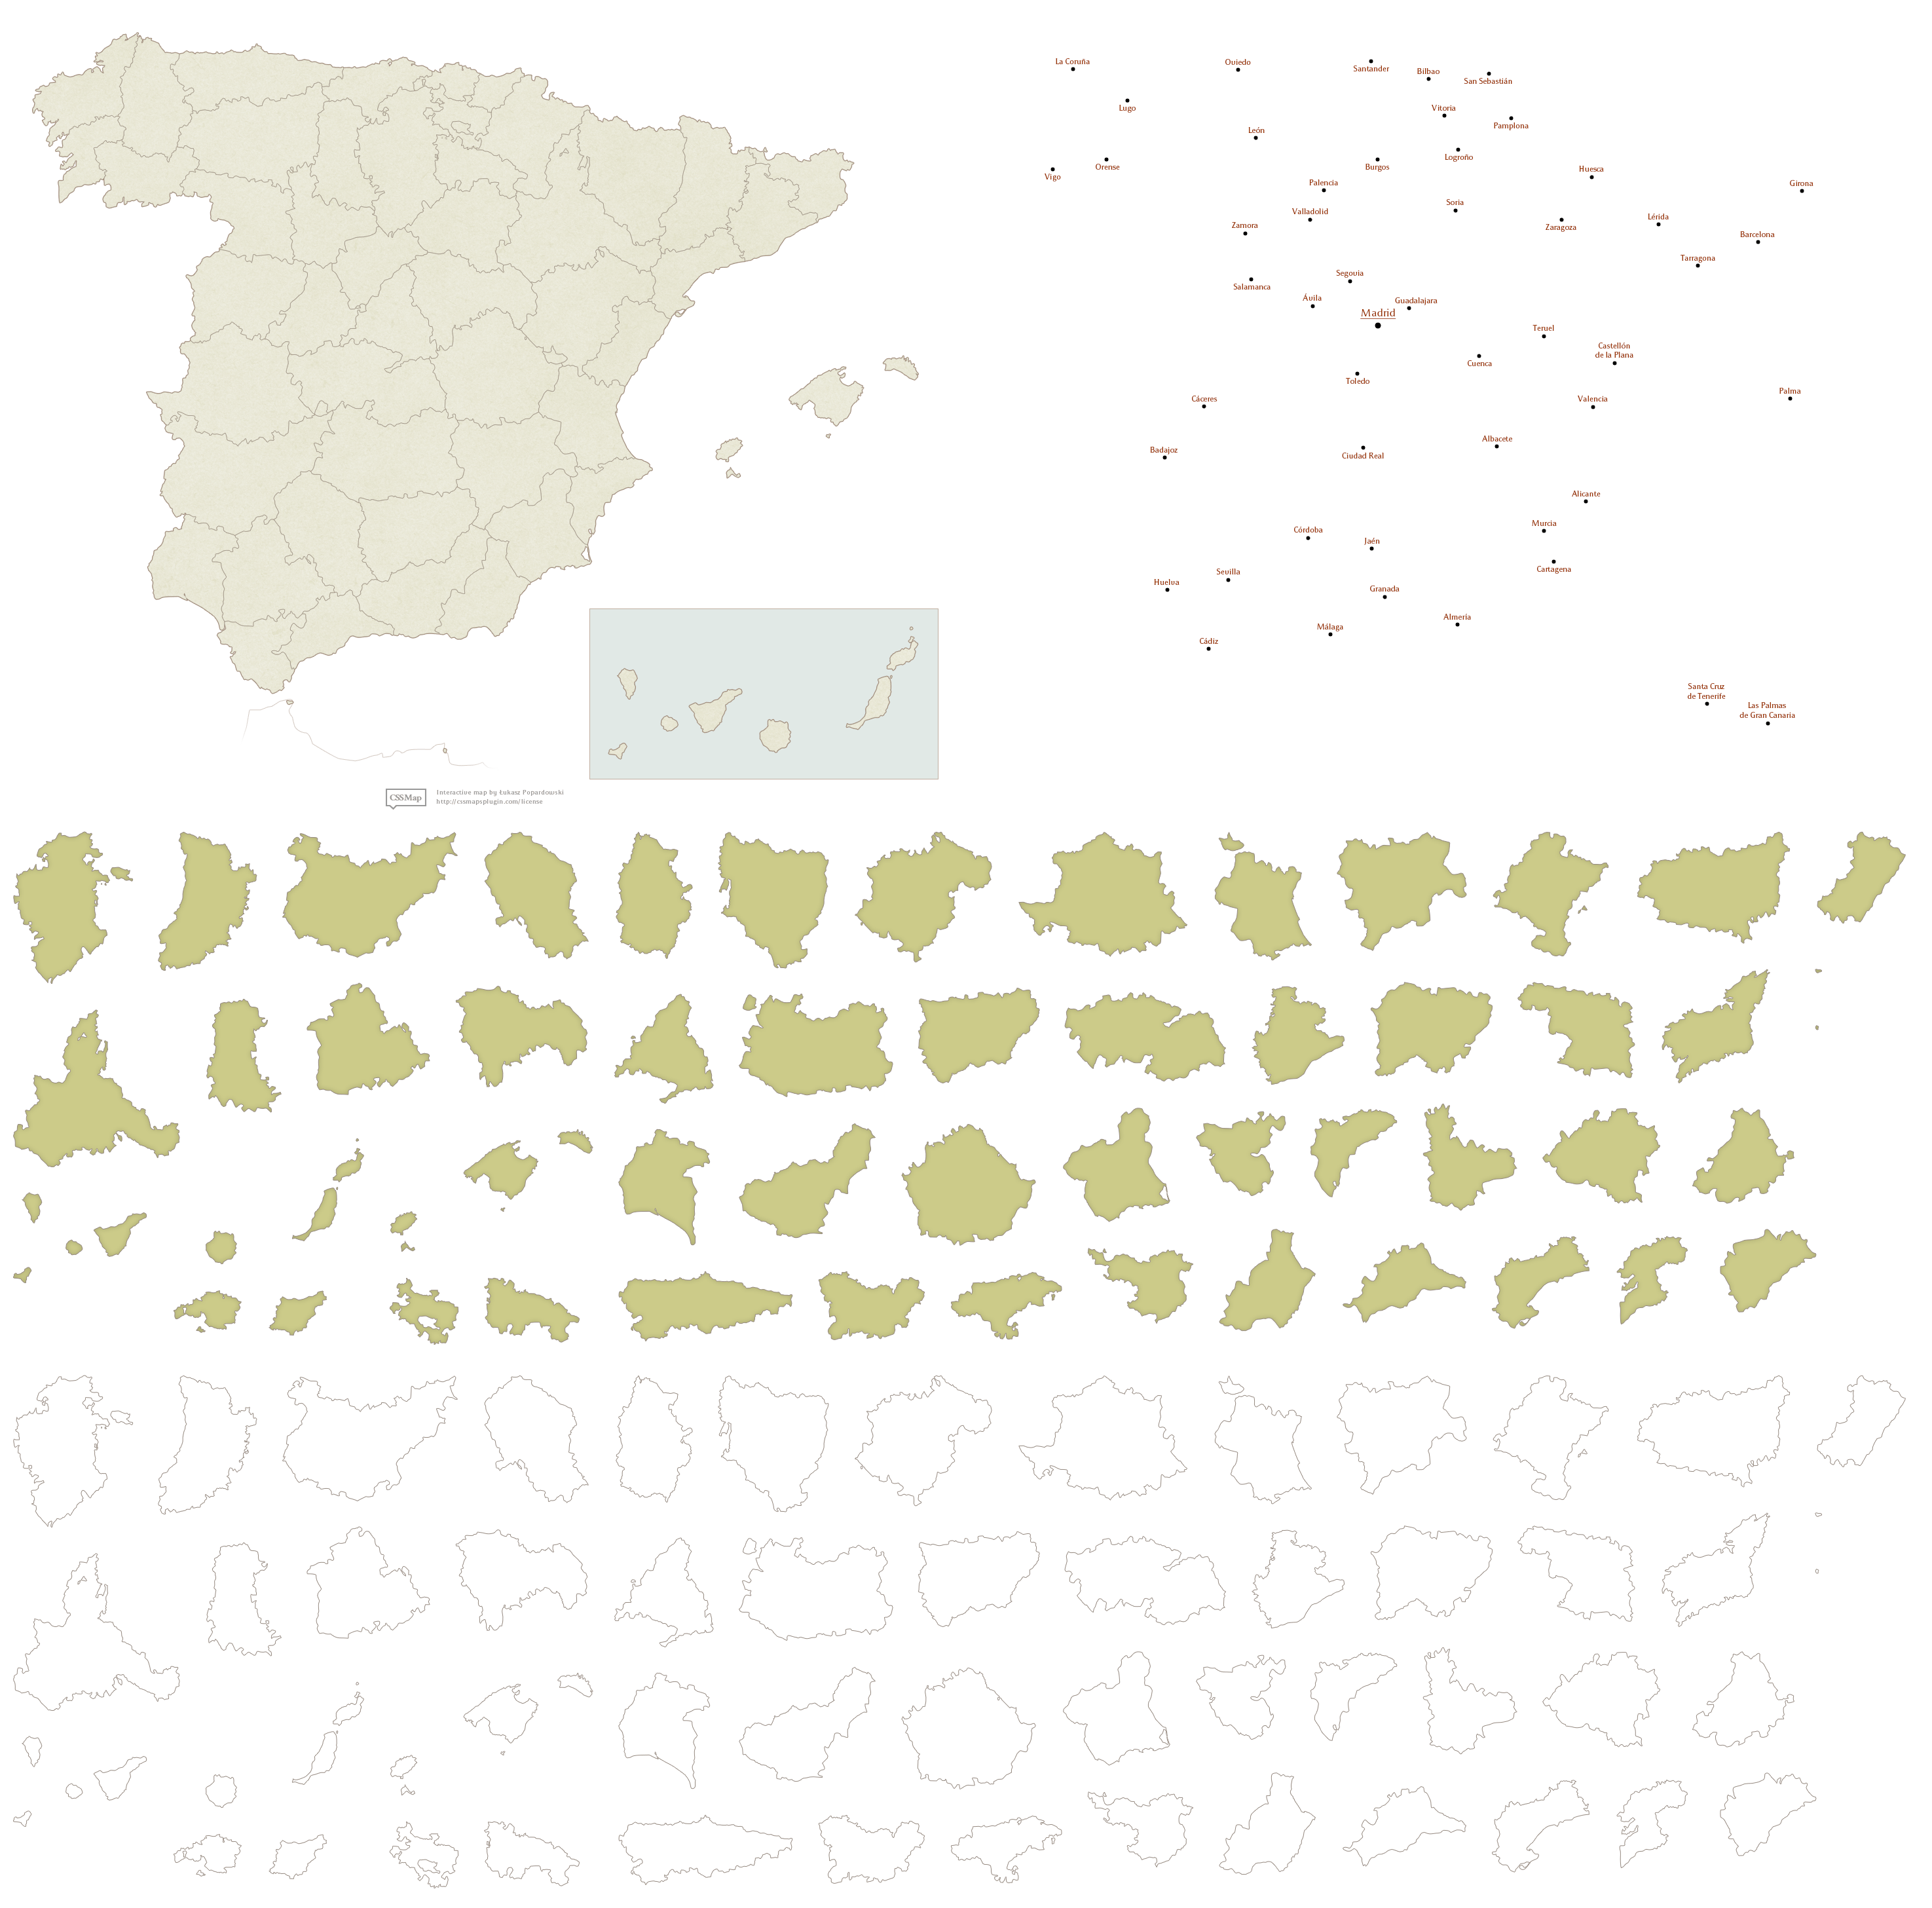 La Coruña
Oviedo
Santander
Bilbao
San Sebastián
Lugo
Vitoria
Pamplona
León
Logroño
Vigo
Orense
Burgos
Huesca
Girona
Palencia
Soria
Valladolid
Lérida
Zamora
Zaragoza
Barcelona
Tarragona
Segovia
Salamanca
Ávila
Guadalajara
Madrid
Teruel
Castellón
de la Plana
Cuenca
Toledo
Palma
Cáceres
Valencia
Albacete
Badajoz
Ciudad Real
Alicante
Murcia
Córdoba
Jaén
Cartagena
Sevilla
Huelva
Granada
Almería
Málaga
Cádiz
Santa Cruz
de Tenerife
Las Palmas
de Gran Canaria
CSSMap
Interactive map by Łukasz Popardowski
http://cssmapsplugin.com/license